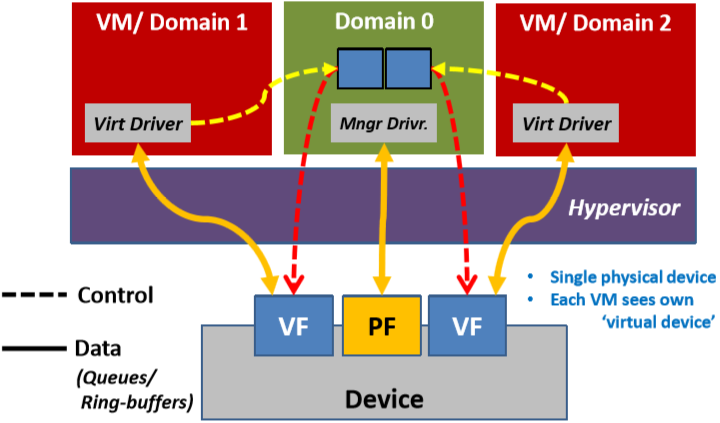 VM/ Domain 1
Domain 0
VM/ Domain 2
Virt Driver
Mngr Drivr.
Virt Driver
Hypervisor
• Single physical device
• Each VM sees own
‘virtual device’
Control
VF
PF
VF
Data
(Queues/
Ring-buffers)
Device